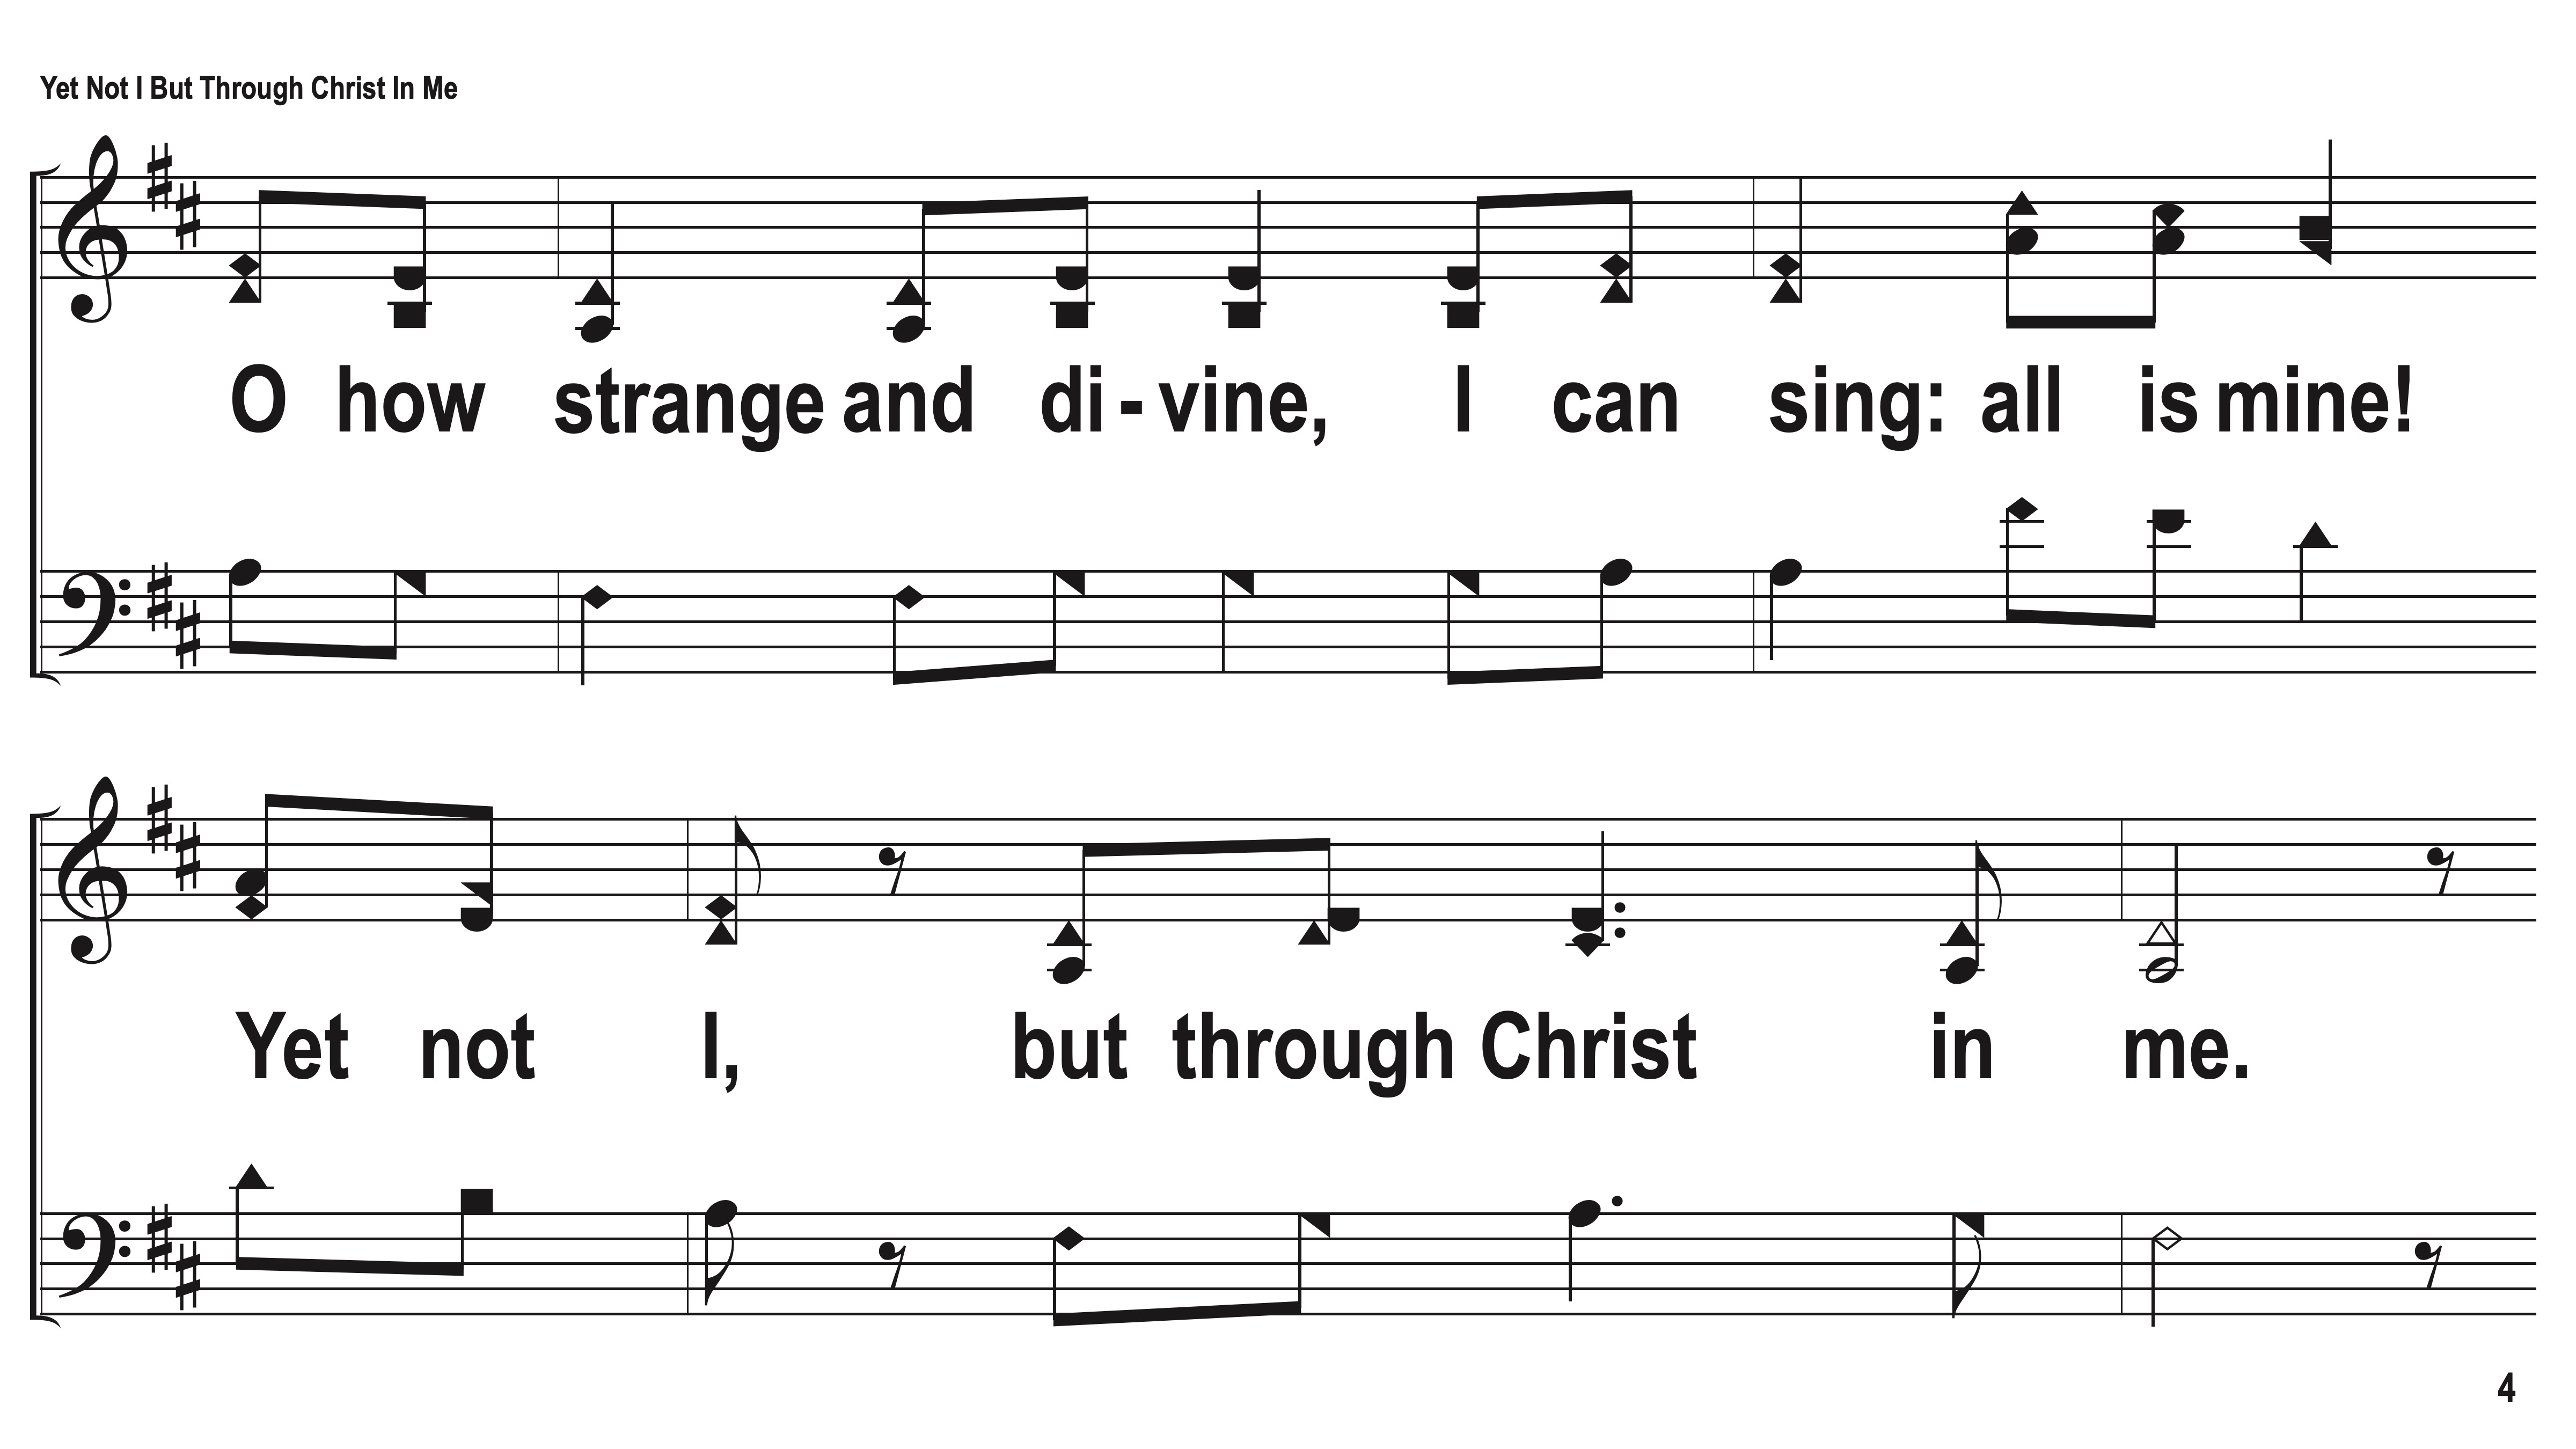 Yet Not I But Through Christ In Me
O how strange and di - vine, I can sing: all is mine!
Yet not I, but through Christ in me.
4